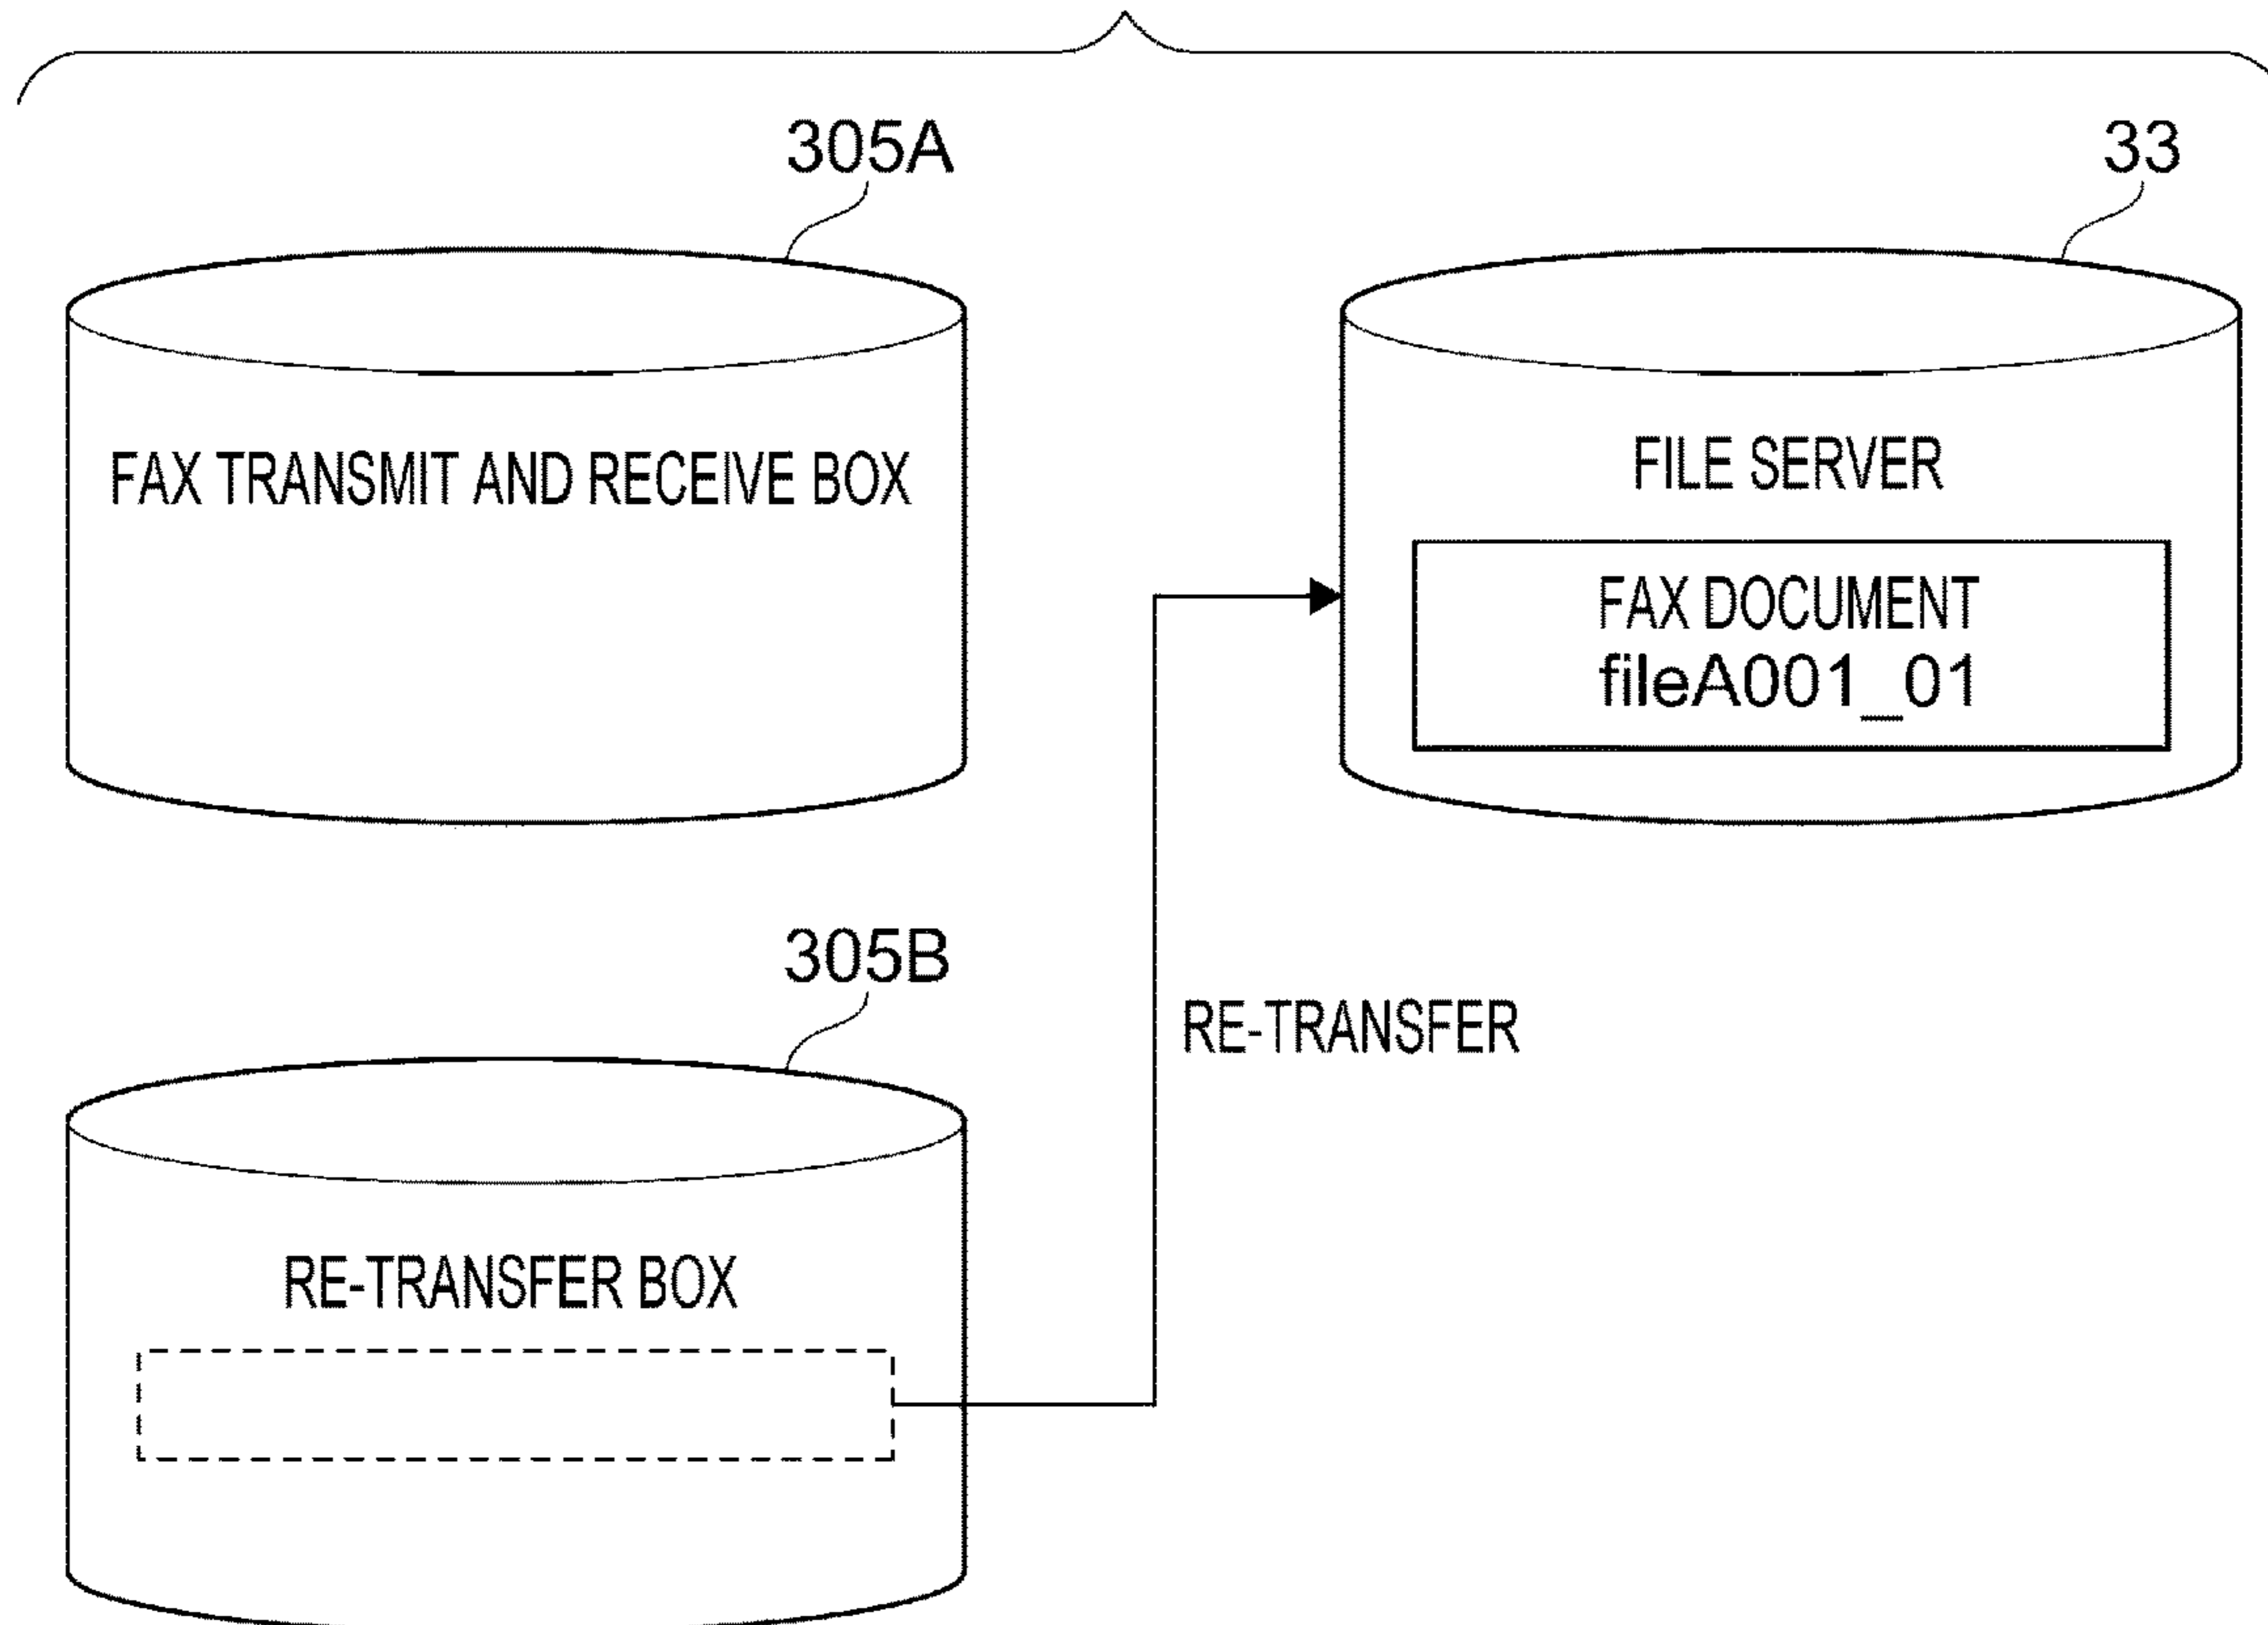 305A
33
FAX TRANSMIT AND RECEIVE BOX
FILE SERVER
FAX DOCUMENT
fileA001_01
305B
RE-TRANSFER
RE-TRANSFER BOX